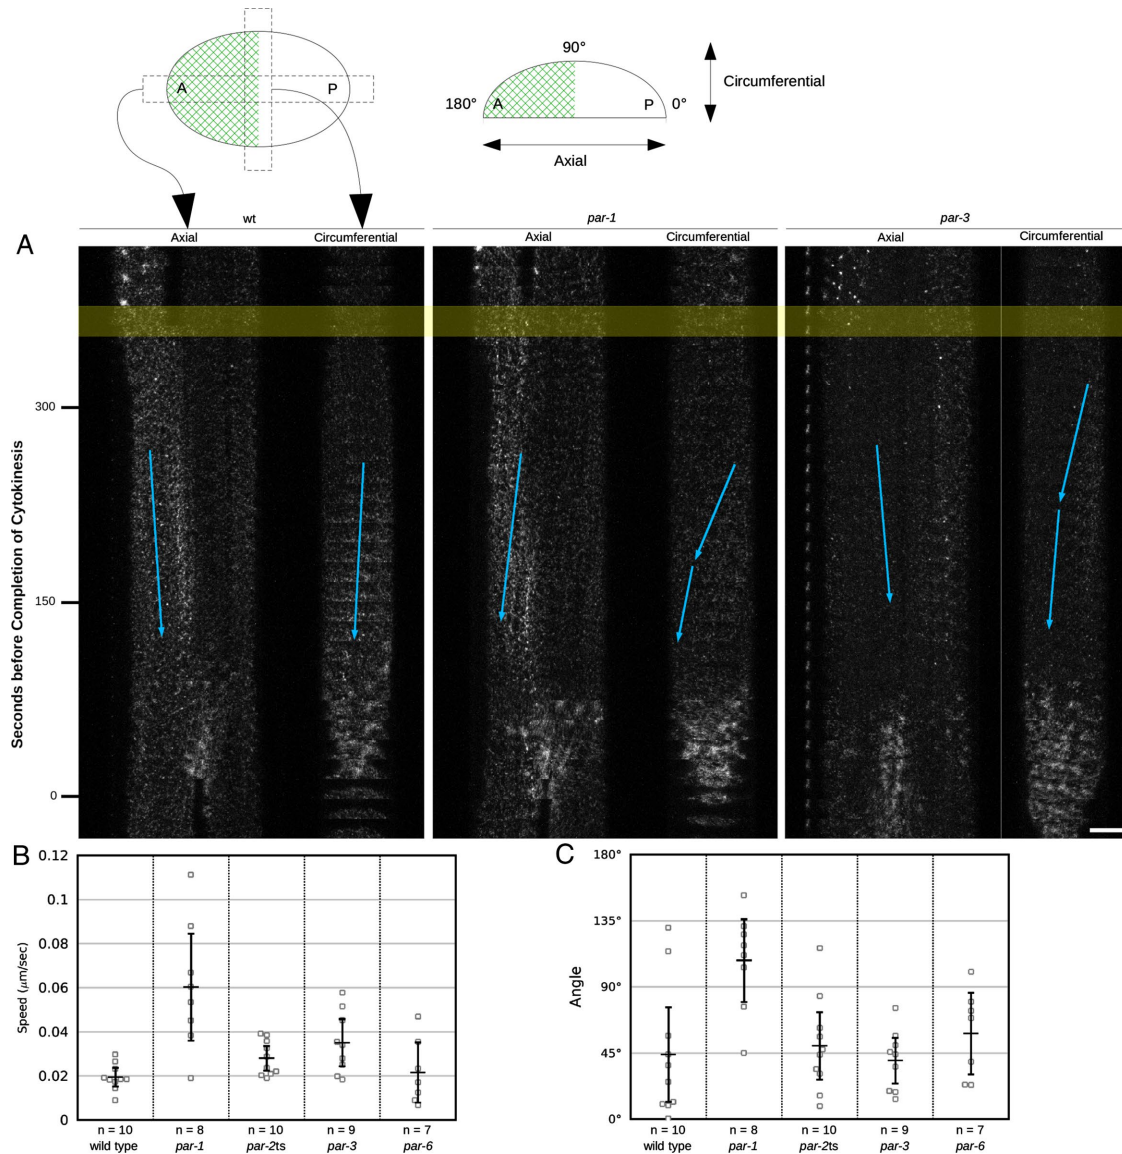 90°
Circumferential
A
P
180°
A
P
0°
Axial
wt
par-1
par-3
A
Axial
Circumferential
Axial
Circumferential
Axial
Circumferential
Seconds before Completion of Cytokinesis
300
150
0
B
Speed (μm/sec)
0.12
0.1
0.08
0.06
0.04
0.02
0
n = 10 n = 8 n = 10 n = 9 n = 7
wild type par-1 par-2ts par-3 par-6
C
Angle
180°
135°
90°
45°
0°
n = 10 n = 8 n = 10 n = 9 n = 7
wild type par-1 par-2ts par-3 par-6